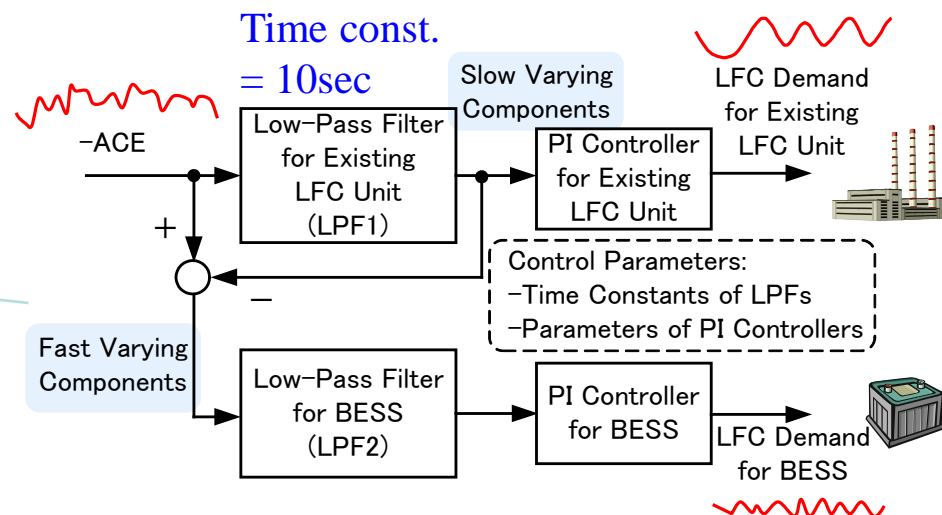 Time const.
= 10sec
Slow Varying
Components
LFC Demand
for Existing
LFC Unit
-ACE
Low-Pass Filter
for Existing
LFC Unit
(LPF1)
PI Controller
for Existing
LFC Unit
+
−
Control Parameters:
-Time Constants of LPFs
-Parameters of PI Controllers
Fast Varying
Components
Low-Pass Filter
for BESS
(LPF2)
PI Controller
for BESS
LFC Demand
for BESS